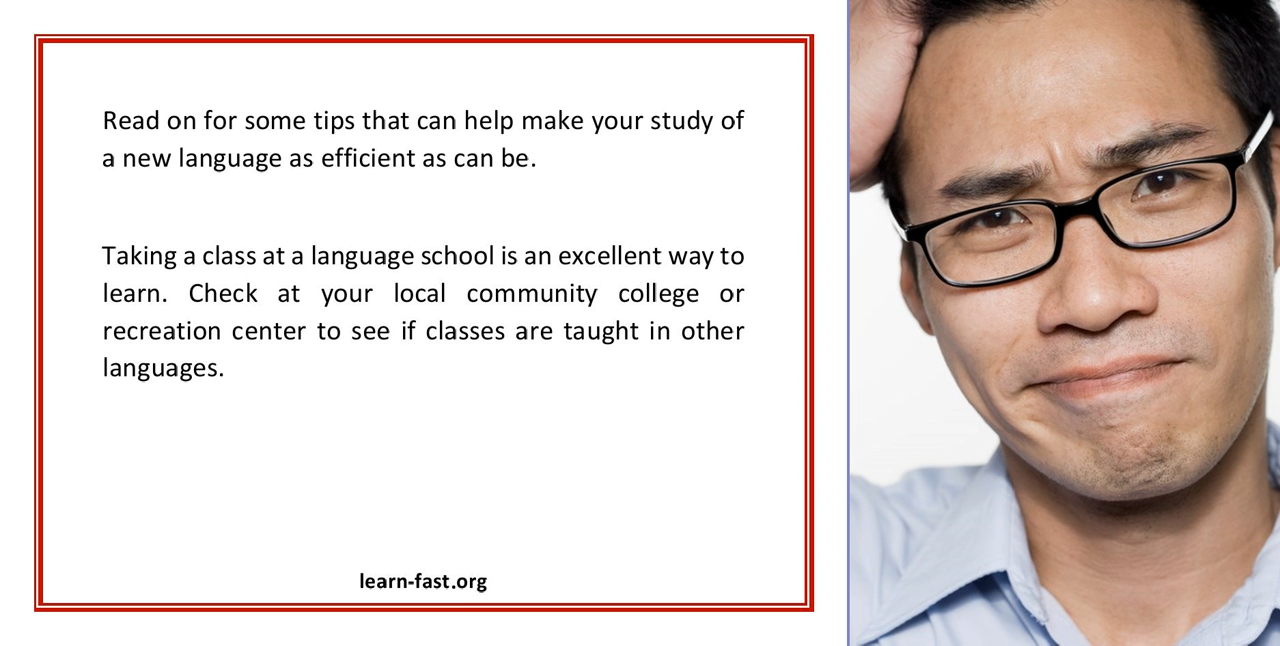 Read on for some tips that can help make your study of
a new language as efficient as can be.
Taking a class at a language school is an excellent way to
learn. Check at your local community college or
recreation center to see if classes are taught in other
languages.
learn-fast.org